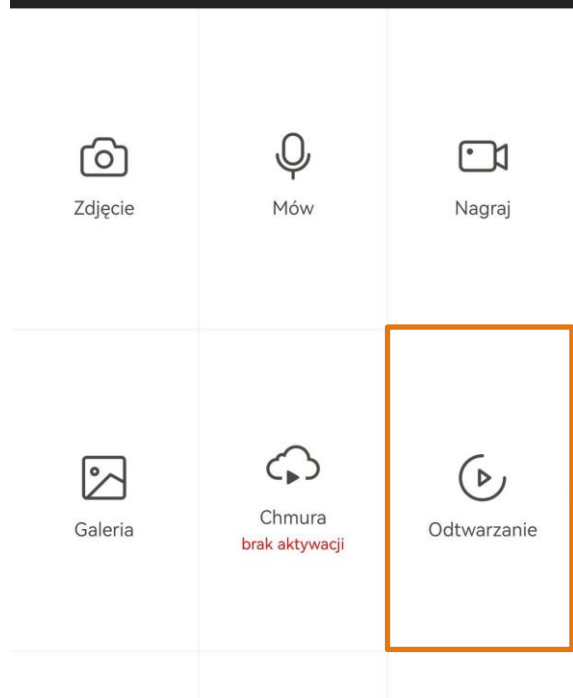 Zdjęcie
Mów
Nagraj
Galeria
Chmura
brak aktywacji
Odtwarzanie